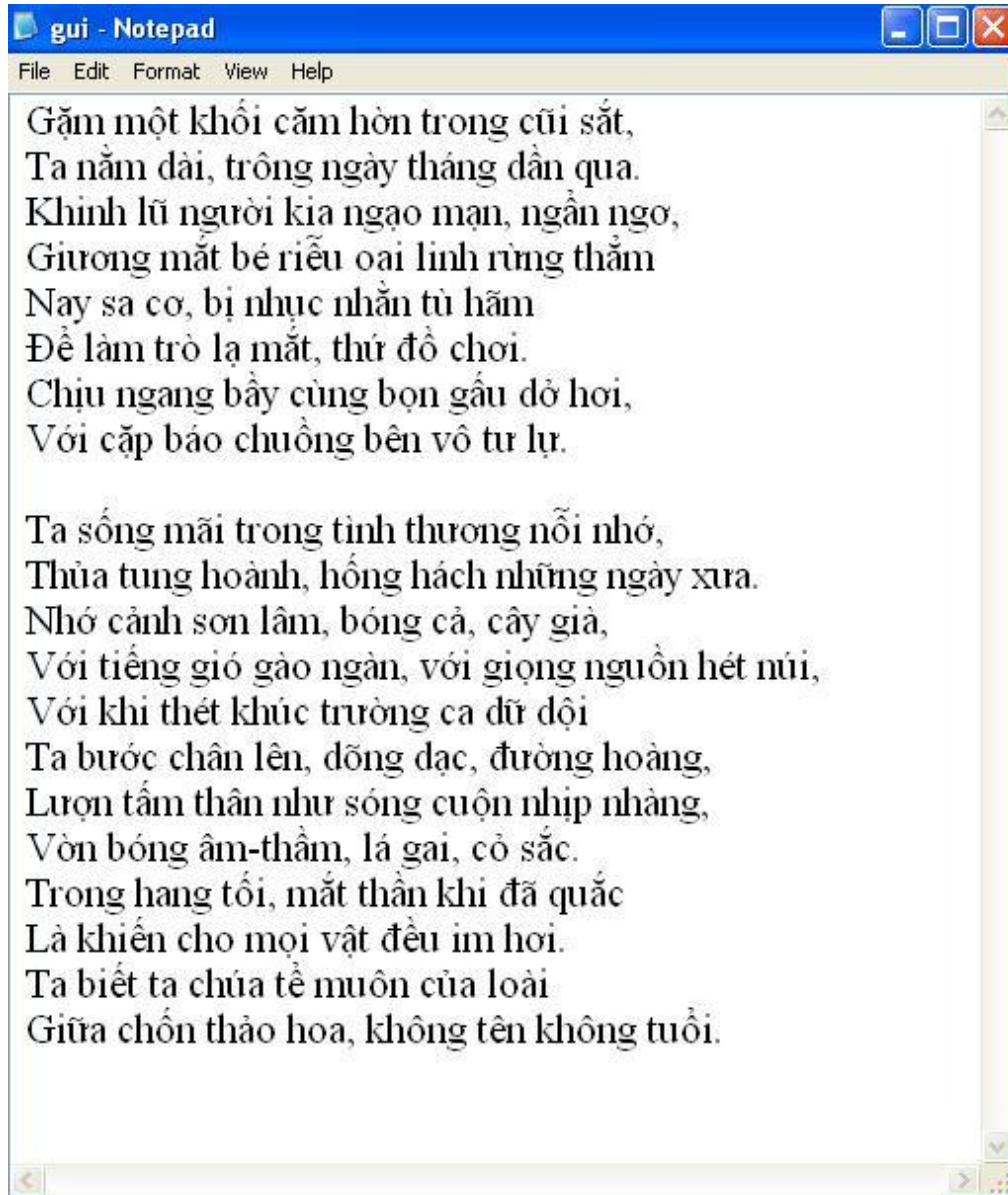 gui - Notepad
File Edit Format View Help
Gặm một khối căm hờn trong cũi sắt,
Ta nằm dài, trông ngày tháng dần qua.
Khinh lũ người kia ngạo mạn, ngẩn ngơ,
Giương mắt bé riễu oai linh rừng thẳm
Nay sa cơ, bị nhục nhằn tù hãm
Để làm trò lạ mắt, thứ đồ chơi.
Chịu ngang bầy cùng bọn gấu dở hơi,
Với cặp báo chuồng bên vô tư lự.
Ta sống mãi trong tình thương nỗi nhớ,
Thủa tung hoành, hống hách những ngày xưa.
Nhớ cảnh sơn lâm, bóng cả, cây già,
Với tiếng gió gào ngàn, với giọng nguồn hét núi,
Với khi thét khúc trường ca dữ dội
Ta bước chân lên, dõng dạc, đường hoàng,
Lượn tấm thân như sóng cuộn nhịp nhàng,
Vờn bóng âm-thầm, lá gai, cỏ sắc.
Trong hang tối, mắt thần khi đã quắc
Là khiến cho mọi vật đều im hơi.
Ta biết ta chúa tể muôn của loài
Giữa chốn thảo hoa, không tên không tuổi.